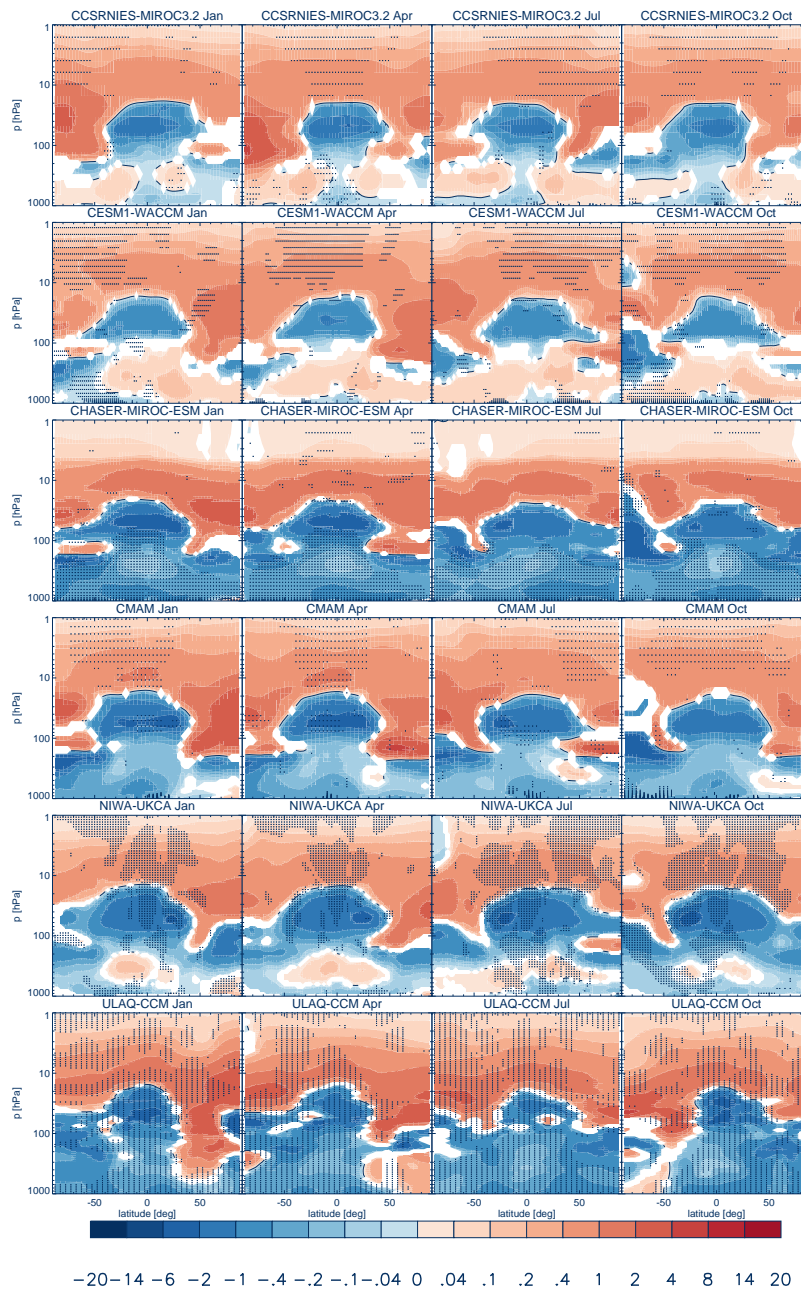 CCSRNIES-MIROC3.2 Jan CCSRNIES-MIROC3.2 Apr CCSRNIES-MIROC3.2 Jul CCSRNIES-MIROC3.2 Oct
1
10
100
1000
p [hPa]
CESM1-WACCM Jan CESM1-WACCM Apr CESM1-WACCM Jul CESM1-WACCM Oct
1
10
100
1000
p [hPa]
CHASER-MIROC-ESM Jan CHASER-MIROC-ESM Apr CHASER-MIROC-ESM Jul CHASER-MIROC-ESM Oct
1
10
100
1000
p [hPa]
CMAM Jan CMAM Apr CMAM Jul CMAM Oct
1
10
100
1000
p [hPa]
NIWA-UKCA Jan NIWA-UKCA Apr NIWA-UKCA Jul NIWA-UKCA Oct
1
10
100
1000
p [hPa]
ULAQ-CCM Jan ULAQ-CCM Apr ULAQ-CCM Jul ULAQ-CCM Oct
1
10
100
1000
p [hPa]
-50 0 50 -50 0 50 -50 0 50 -50 0 50
latitude [deg] latitude [deg] latitude [deg] latitude [deg]
-20 -14 -6 -2 -1 -.4 -.2 -.1 -.04 0 .04 .1 .2 .4 1 2 4 8 14 20